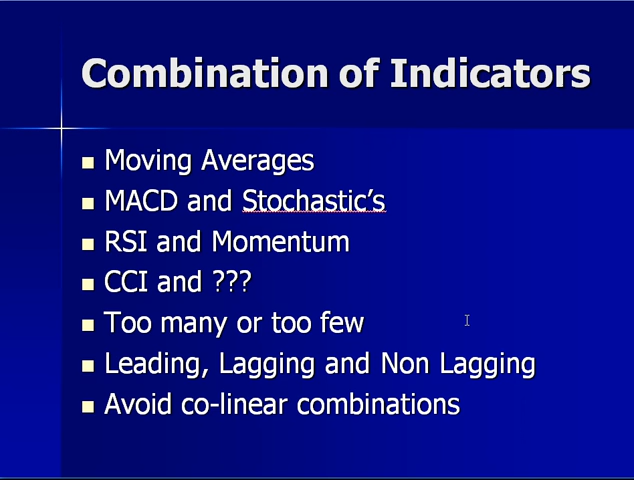 Combination of Indicators
Moving Averages
MACD and Stochastic's
RSI and Momentum
CCI and ???
Too many or too few
Leading, Lagging and Non Lagging
Avoid co-linear combinations